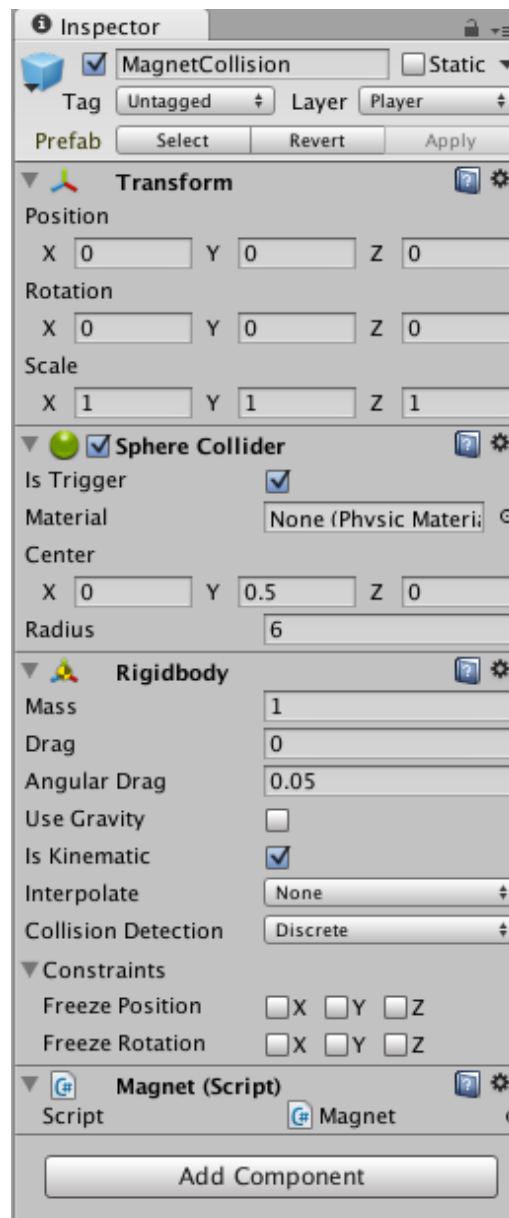 Inspector
MagnetCollision Static
Tag Untagged Layer Player
Prefab Select Revert Apply
Transform
Position
X 0 Y 0 Z 0
Rotation
X 0 Y 0 Z 0
Scale
X 1 Y 1 Z 1
Sphere Collider
Is Trigger
Material None (Physic Materi
Center
X 0 Y 0.5 Z 0
Radius 6
Rigidbody
Mass 1
Drag 0
Angular Drag 0.05
Use Gravity
Is Kinematic
Interpolate None
Collision Detection Discrete
Constraints
Freeze Position X Y Z
Freeze Rotation X Y Z
C# Magnet (Script)
Script C# Magnet
Add Component